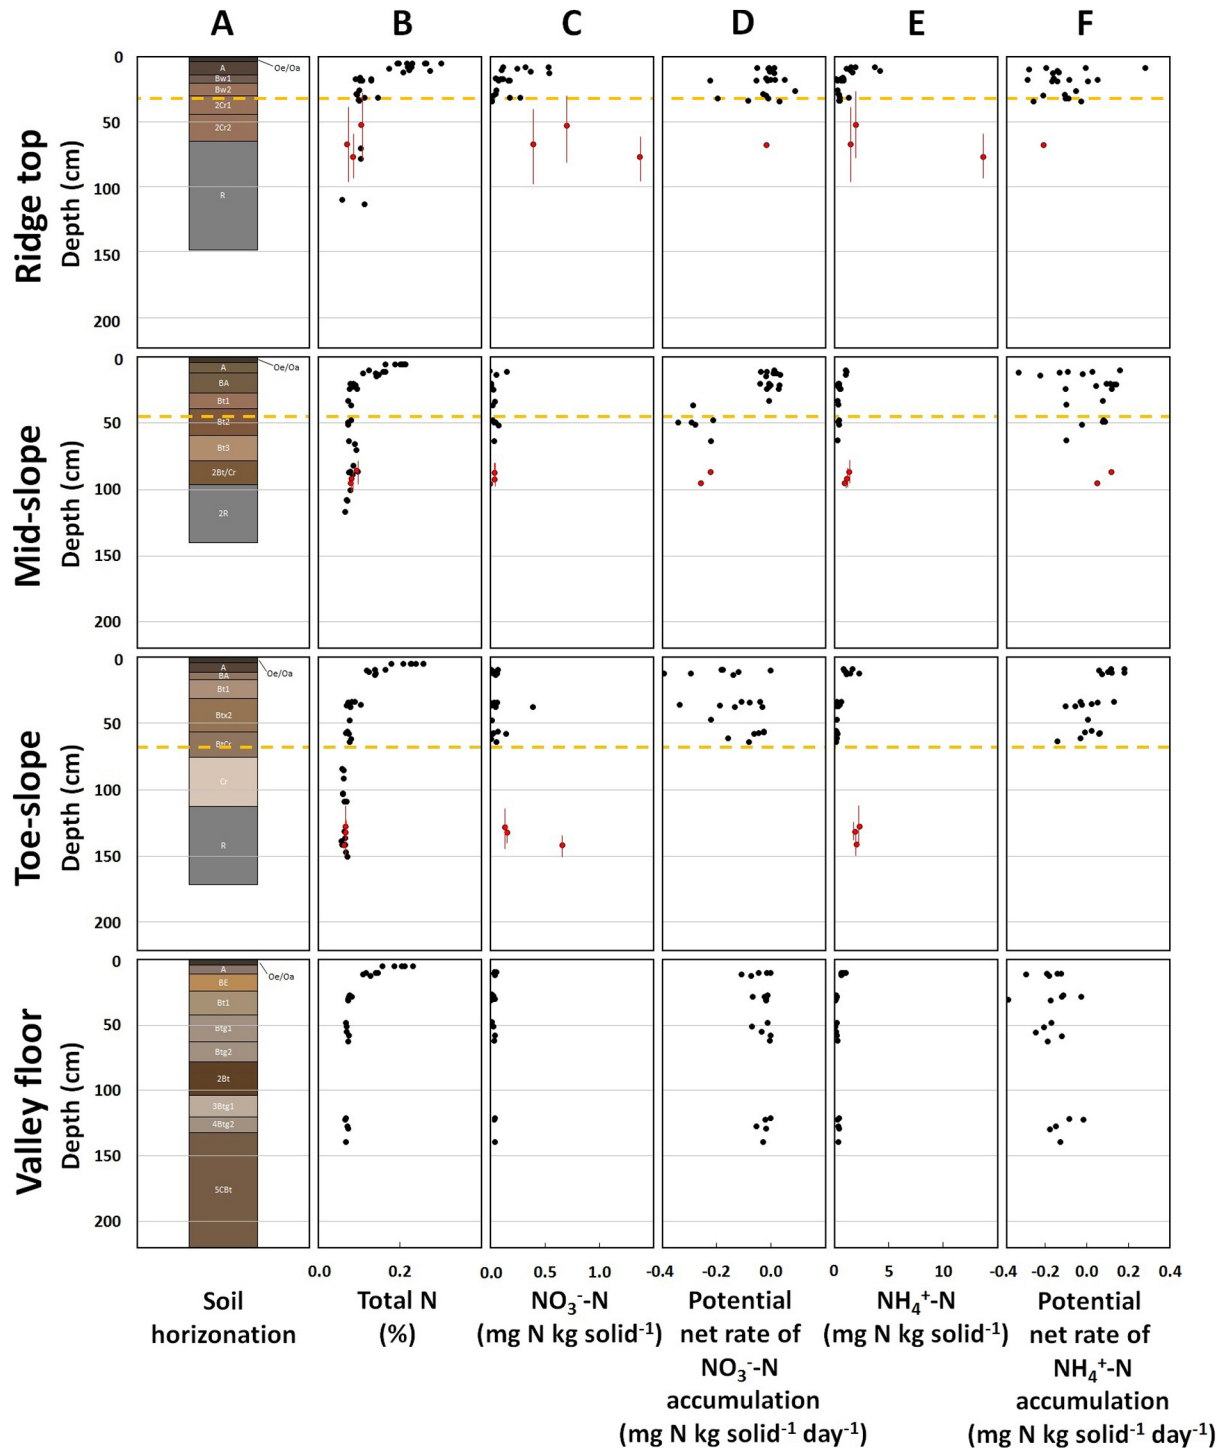 A B C D E F
Ridge top
Depth (cm)
0
50
100
150
200
Oe/Oa
A
Bw1
Bw2
2Cr1
2Cr2
R
Mid-slope
Depth (cm)
0
50
100
150
200
Oe/Oa
A
BA
Bt1
Bt2
Bt3
2Bt/Cr
2R
Toe-slope
Depth (cm)
0
50
100
150
200
Oe/Oa
A
BA
Bt1
Btx2
BtCr
Cr
R
Valley floor
Depth (cm)
0
50
100
150
200
Oe/Oa
A
BE
Bt1
Btg1
Btg2
2Bt
3Btg1
4Btg2
5CBt
0.0 0.2 0.0 0.5 1.0 -0.4 -0.2 0.0 0 5 10 -0.4 -0.2 0.0 0.2 0.4
Soil
horizonation
Total N
(%)
NO₃⁻-N
(mg N kg solid⁻¹)
Potential
net rate of
NO₃⁻-N
accumulation
(mg N kg solid⁻¹ day⁻¹)
NH₄⁺-N
(mg N kg solid⁻¹)
Potential
net rate of
NH₄⁺-N
accumulation
(mg N kg solid⁻¹ day⁻¹)